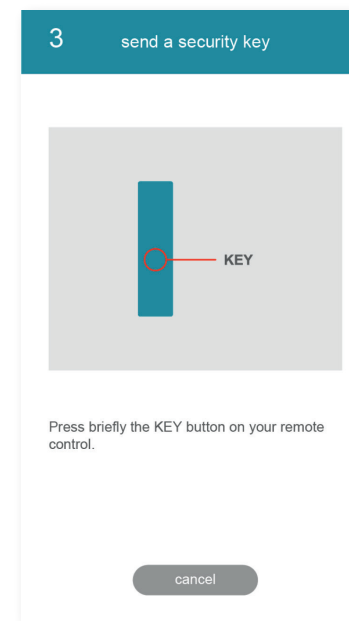 3 send a security key
KEY
Press briefly the KEY button on your remote
control.
cancel